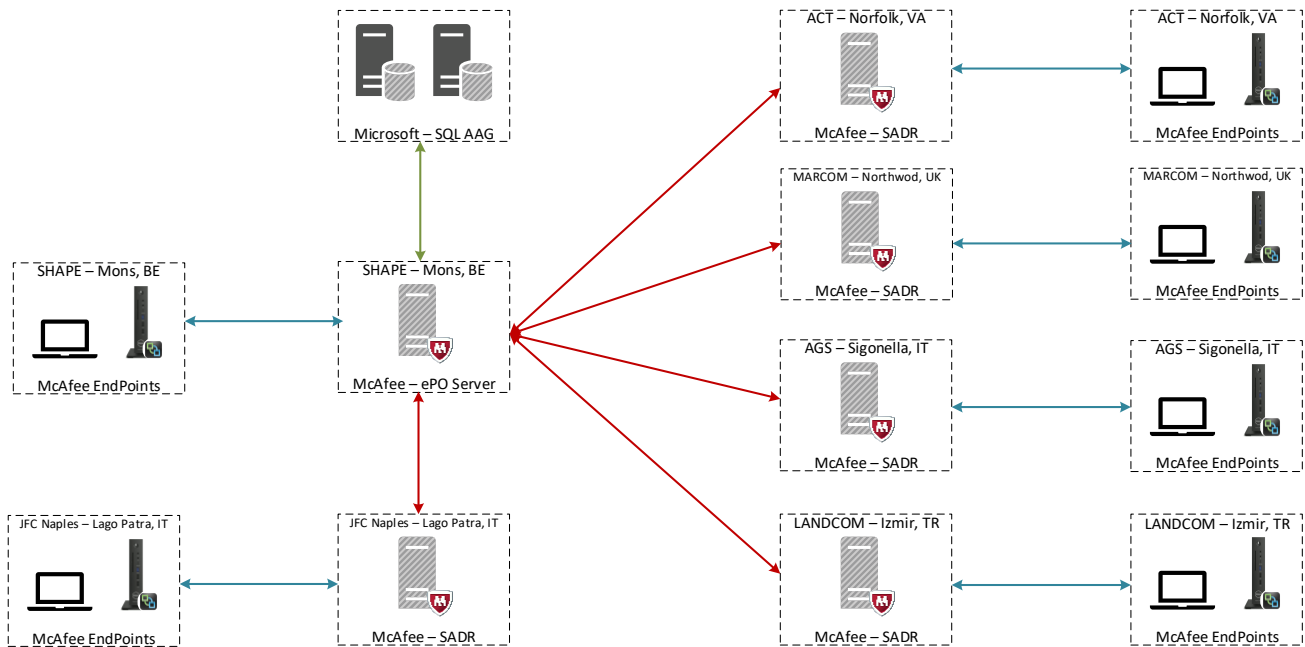 Microsoft – SQL AAG
SHAPE – Mons, BE
McAfee EndPoints
SHAPE – Mons, BE
McAfee – ePO Server
JFC Naples – Lago Patra, IT
McAfee EndPoints
JFC Naples – Lago Patra, IT
McAfee – SADR
ACT – Norfolk, VA
McAfee – SADR
ACT – Norfolk, VA
McAfee EndPoints
MARCOM – Northwod, UK
McAfee – SADR
MARCOM – Northwod, UK
McAfee EndPoints
AGS – Sigonella, IT
McAfee – SADR
AGS – Sigonella, IT
McAfee EndPoints
LANDCOM – Izmir, TR
McAfee – SADR
LANDCOM – Izmir, TR
McAfee EndPoints